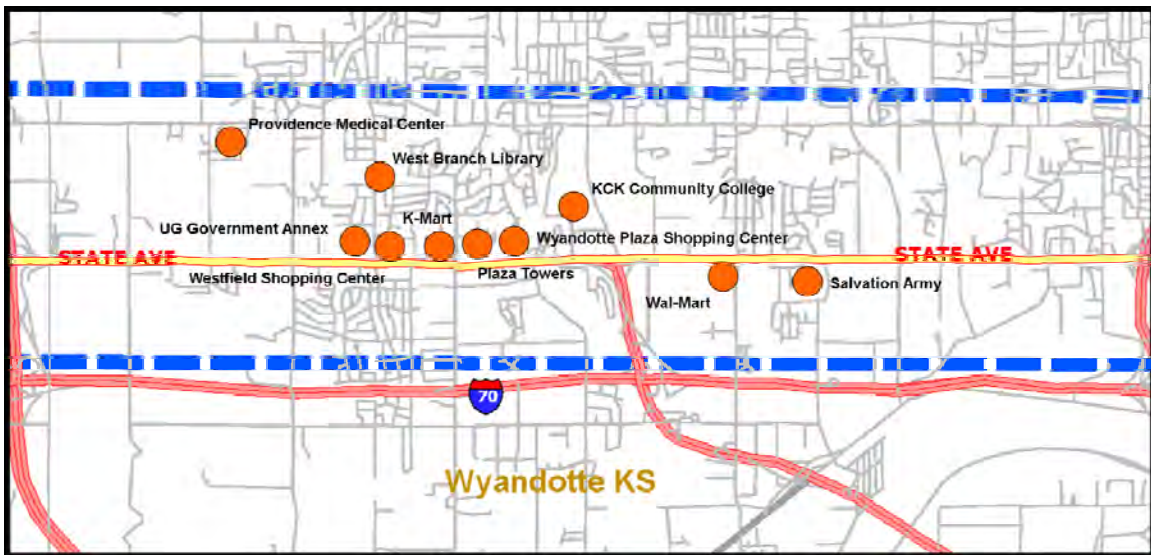 Providence Medical Center
West Branch Library
KCK Community College
K-Mart
UG Government Annex
Wyandotte Plaza Shopping Center
STATE AVE
STATE AVE
Westfield Shopping Center
Plaza Towers
Wal-Mart
Salvation Army
70
Wyandotte KS